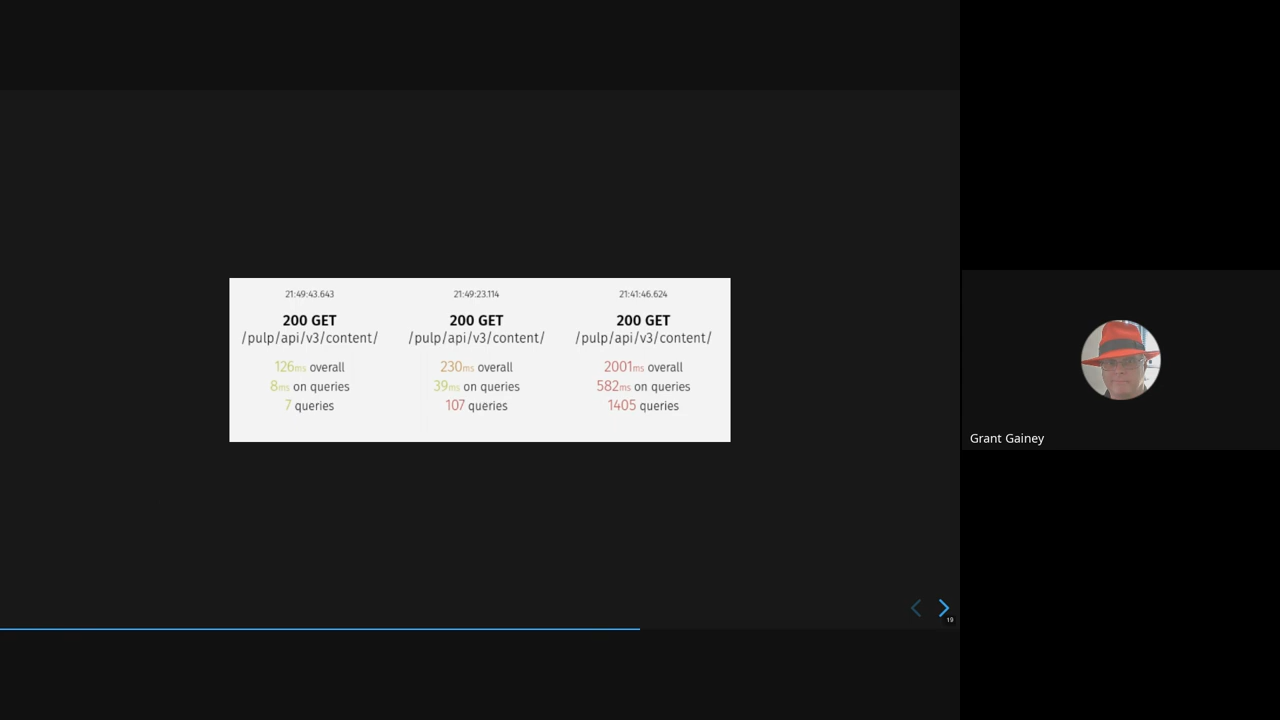 21:49:43.643
200 GET
/pulp/api/v3/content/
126ms overall
8ms on queries
7 queries
21:49:23.114
200 GET
/pulp/api/v3/content/
230ms overall
39ms on queries
107 queries
21:41:46.624
200 GET
/pulp/api/v3/content/
2001ms overall
582ms on queries
1405 queries
19
Grant Gainey